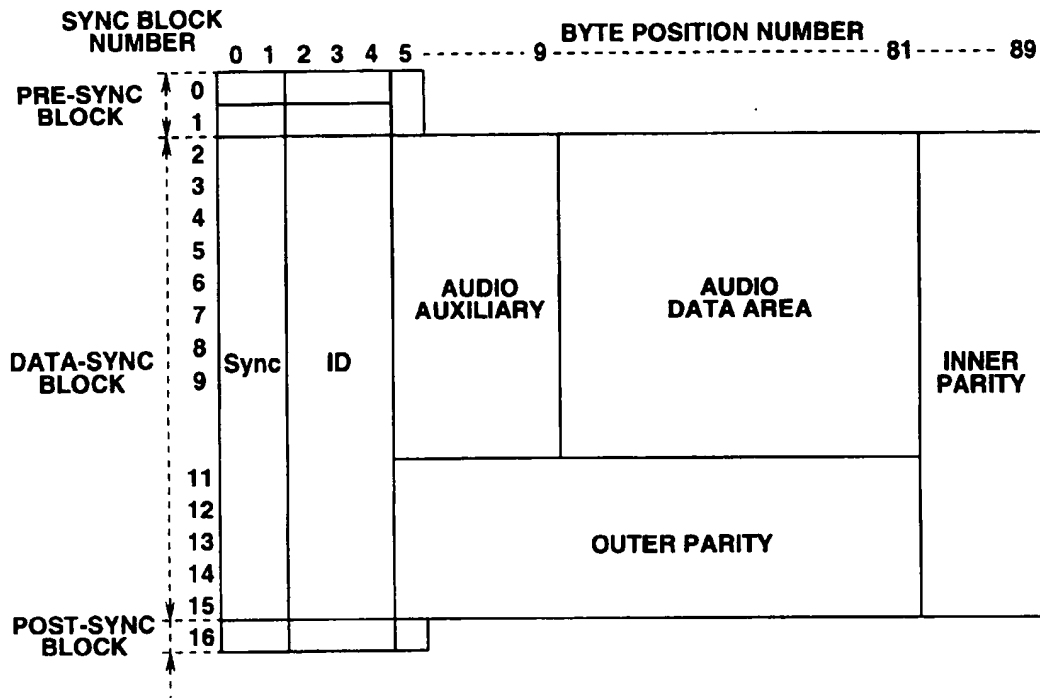 SYNC BLOCK
NUMBER
BYTE POSITION NUMBER
0 1 2 3 4 5 9 81 89
PRE-SYNC
BLOCK
0
1
2
3
4
5
6
7
8
9
11
12
13
14
15
16
DATA-SYNC
BLOCK
POST-SYNC
BLOCK
Sync
ID
AUDIO
AUXILIARY
AUDIO
DATA AREA
INNER
PARITY
OUTER PARITY